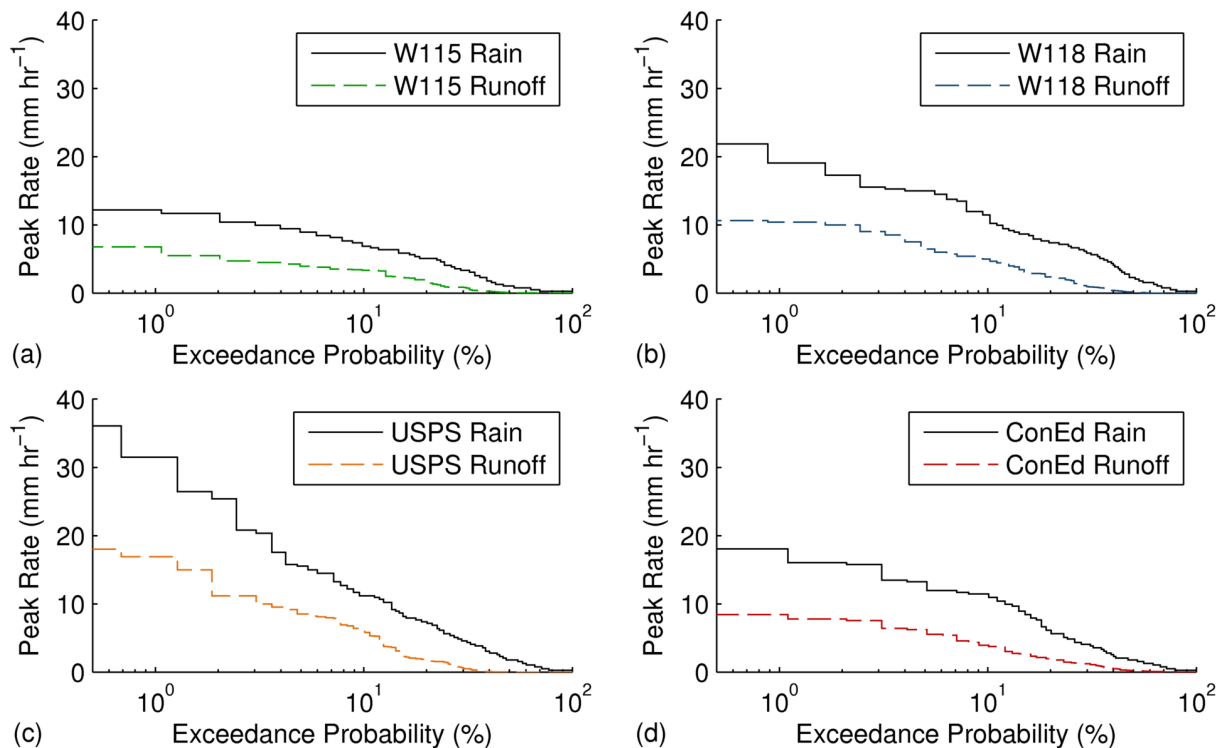 40
30
20
10
0
Peak Rate (mm hr⁻¹)
W115 Rain
W115 Runoff
10⁰
10¹
10²
Exceedance Probability (%)
(a)
40
30
20
10
0
Peak Rate (mm hr⁻¹)
W118 Rain
W118 Runoff
10⁰
10¹
10²
Exceedance Probability (%)
(b)
40
30
20
10
0
Peak Rate (mm hr⁻¹)
USPS Rain
USPS Runoff
10⁰
10¹
10²
Exceedance Probability (%)
(c)
40
30
20
10
0
Peak Rate (mm hr⁻¹)
ConEd Rain
ConEd Runoff
10⁰
10¹
10²
Exceedance Probability (%)
(d)